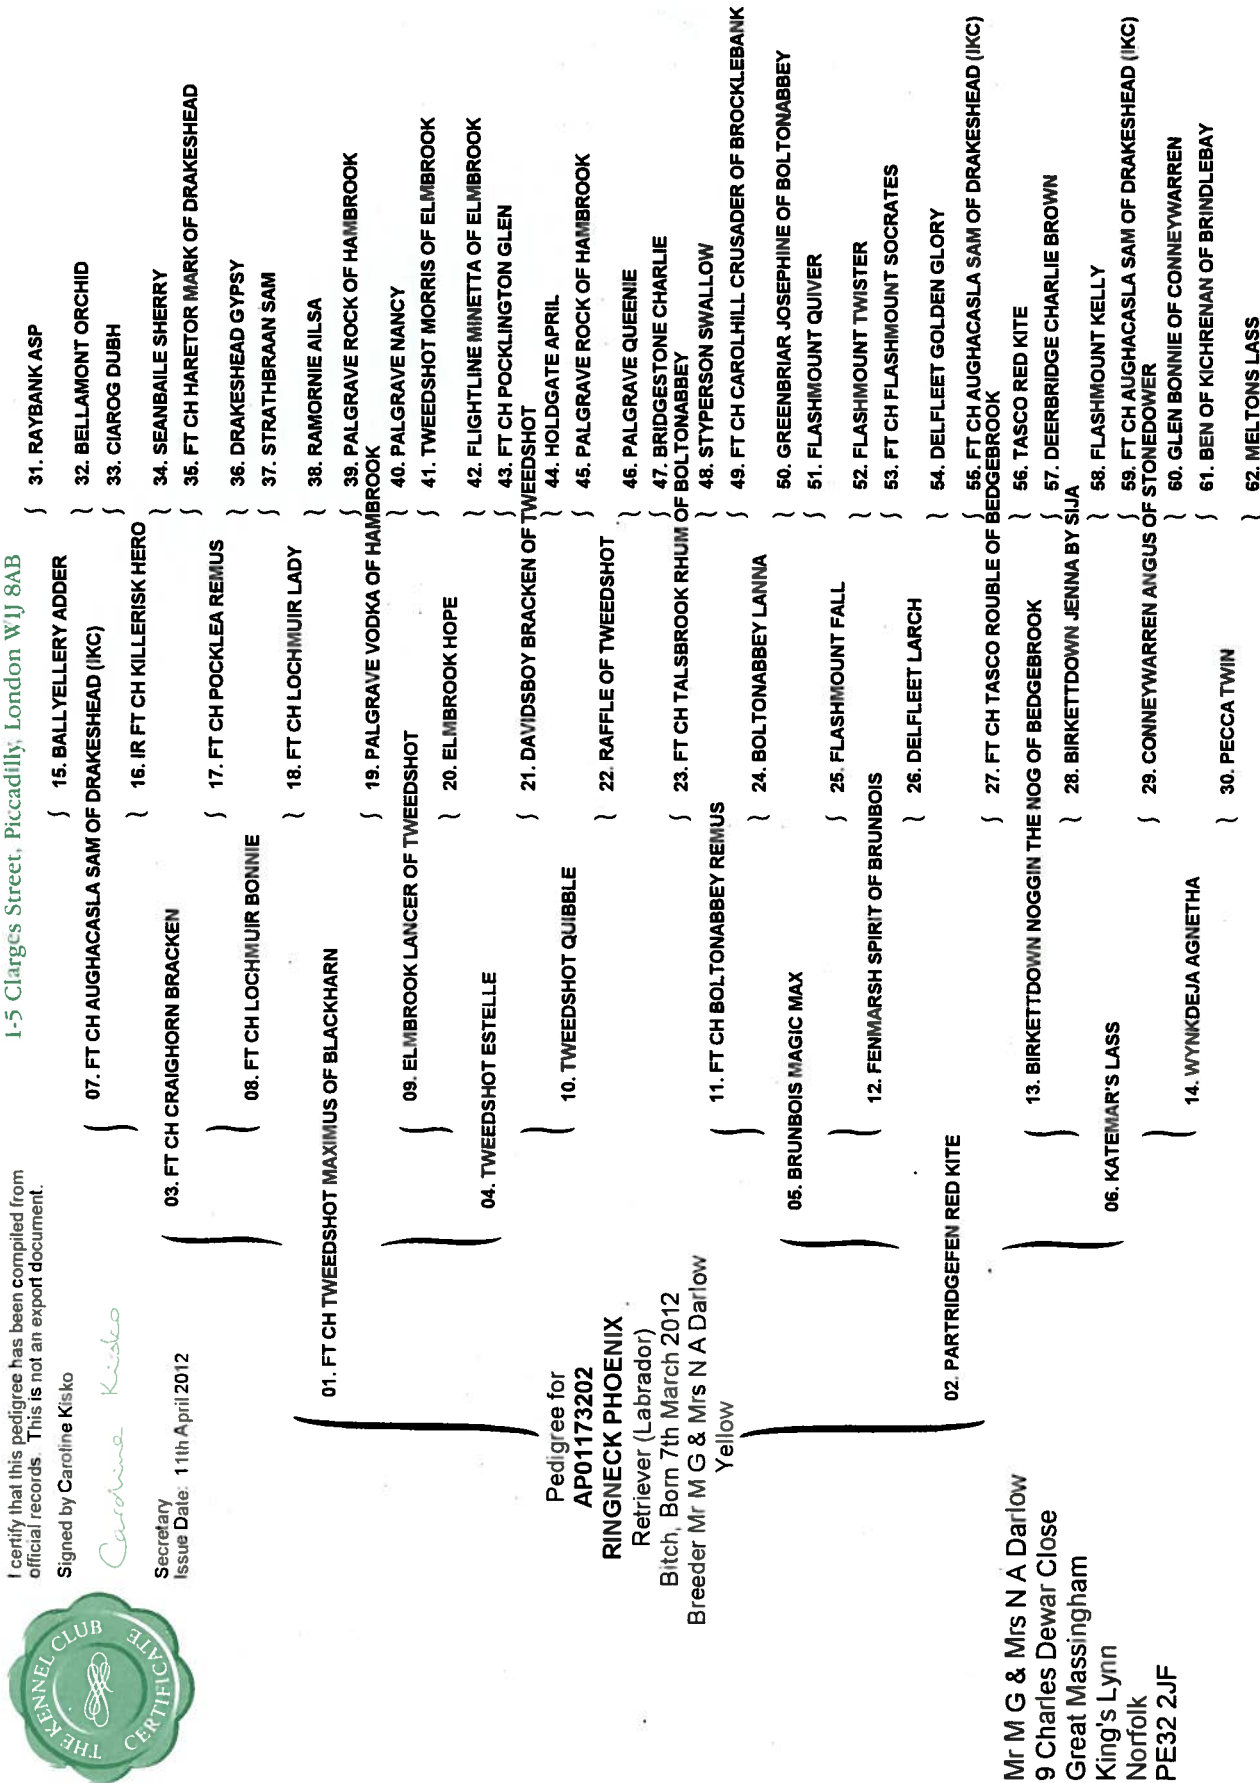 1-5 Clarges Street, Piccadilly, London W1J 8AB
I certify that this pedigree has been compiled from
official records. This is not an export document.
Signed by Caroline Kisko
Caroline Kisko
Secretary
Issue Date: 11th April 2012
THE KENNEL CLUB
CERTIFICATE
Pedigree for
AP01173202
RINGNECK PHOENIX
Retriever (Labrador)
Bitch, Born 7th March 2012
Breeder Mr M G & Mrs N A Darlow
Yellow
Mr M G & Mrs N A Darlow
9 Charles Dewar Close
Great Massingham
King's Lynn
Norfolk
PE32 2JF
01. FT CH TWEEDSHOT MAXIMUS OF BLACKHARN
02. PARTRIDGEFEN RED KITE
03. FT CH CRAIGHORN BRACKEN
04. TWEEDSHOT ESTELLE
05. BRUNBOIS MAGIC MAX
06. KATEMAR'S LASS
07. FT CH AUGHACASLA SAM OF DRAKESHEAD (IKC)
08. FT CH LOCHMUIR BONNIE
09. ELMBROOK LANCER OF TWEEDSHOT
10. TWEEDSHOT QUIBBLE
11. FT CH BOLTONABBEY REMUS
12. FENMARSH SPIRIT OF BRUNBOIS
13. BIRKETTDOWN NOGGIN THE NOG OF BEDGEBROOK
14. WYNKDEJA AGNETHA
15. BALLYELLERY ADDER
16. IR FT CH KILLERISK HERO
17. FT CH POCKLEA REMUS
18. FT CH LOCHMUIR LADY
19. PALGRAVE VODKA OF HAMBROOK
20. ELMBROOK HOPE
21. DAVIDSBOY BRACKEN OF TWEEDSHOT
22. RAFFLE OF TWEEDSHOT
23. FT CH TALSBROOK RHUM OF BOLTONABBEY
24. BOLTONABBEY LANNA
25. FLASHMOUNT FALL
26. DELFLEET LARCH
27. FT CH TASCO ROUBLE OF BEDGEBROOK
28. BIRKETTDOWN JENNA BY SIJA
29. CONNEYWARREN ANGUS OF STONEDOWER
30. PECCA TWIN
31. RAYBANK ASP
32. BELLAMONT ORCHID
33. CIAROG DUBH
34. SEANBAILE SHERRY
35. FT CH HARETOR MARK OF DRAKESHEAD
36. DRAKESHEAD GYPSY
37. STRATHBRAAN SAM
38. RAMORNIE AILSA
39. PALGRAVE ROCK OF HAMBROOK
40. PALGRAVE NANCY
41. TWEEDSHOT MORRIS OF ELMBROOK
42. FLIGHTLINE MINETTA OF ELMBROOK
43. FT CH POCKLINGTON GLEN
44. HOLDGATE APRIL
45. PALGRAVE ROCK OF HAMBROOK
46. PALGRAVE QUEENIE
47. BRIDGESTONE CHARLIE
48. STYPERSON SWALLOW
49. FT CH CAROLHILL CRUSADER OF BROCKLEBANK
50. GREENBRIAR JOSEPHINE OF BOLTONABBEY
51. FLASHMOUNT QUIVER
52. FLASHMOUNT TWISTER
53. FT CH FLASHMOUNT SOCRATES
54. DELFLEET GOLDEN GLORY
55. FT CH AUGHACASLA SAM OF DRAKESHEAD (IKC)
56. TASCO RED KITE
57. DEERBRIDGE CHARLIE BROWN
58. FLASHMOUNT KELLY
59. FT CH AUGHACASLA SAM OF DRAKESHEAD (IKC)
60. GLEN BONNIE OF CONNEYWARREN
61. BEN OF KICHRENAN OF BRINDLEBAY
62. MELTONS LASS